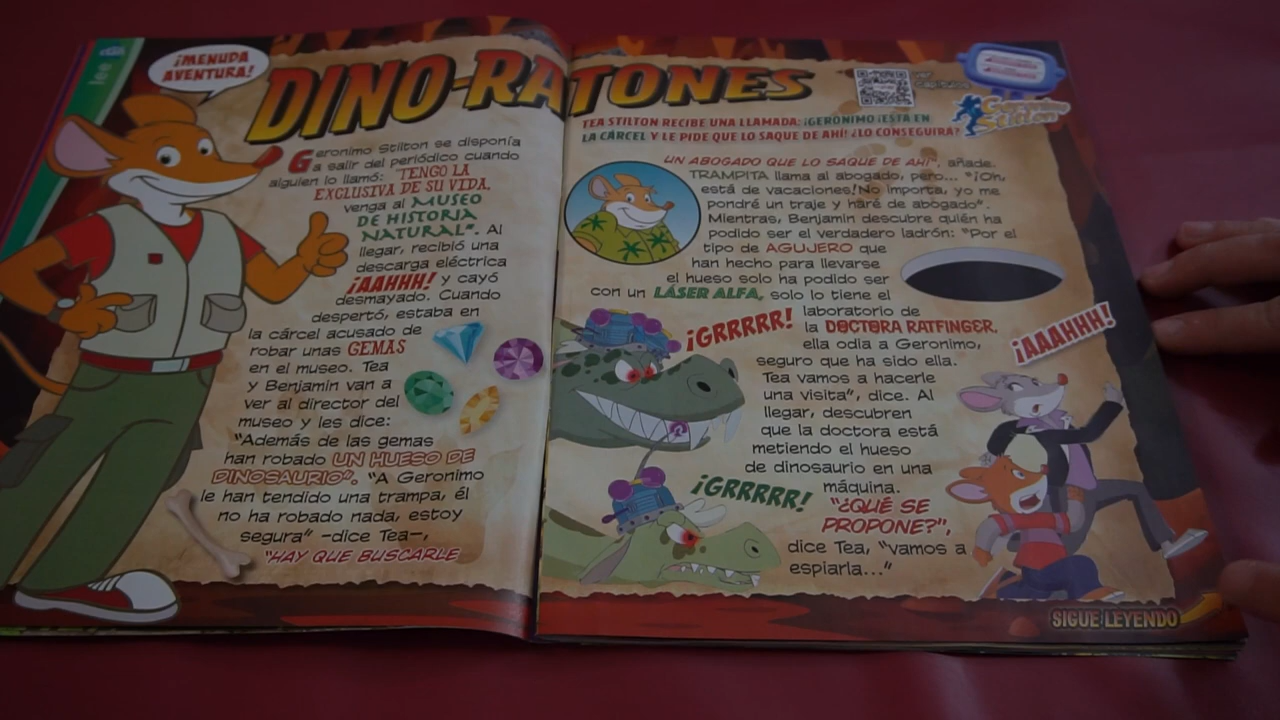 lee
¡MENUDA
AVENTURA!
DINO-RATONES
TEA STILTON RECIBE UNA LLAMADA: ¡GERONIMO ESTÁ EN
LA CÁRCEL Y LE PIDE QUE LO SAQUE DE AHÍ! ¿LO CONSEGUIRÁ?
Geronimo
Stilton
Geronimo Stilton se disponía
a salir del periódico cuando
alguien lo llamó: "TENGO LA
EXCLUSIVA DE SU VIDA,
venga al MUSEO
DE HISTORIA
NATURAL". Al
llegar, recibió una
descarga eléctrica
¡AAHHH! y cayó
desmayado. Cuando
despertó, estaba en
la cárcel acusado de
robar unas GEMAS
en el museo. Tea
y Benjamin van a
ver al director del
museo y les dice:
"Además de las gemas
han robado UN HUESO DE
DINOSAURIO". "A Geronimo
le han tendido una trampa, él
no ha robado nada, estoy
segura" –dice Tea–,
"HAY QUE BUSCARLE
UN ABOGADO QUE LO SAQUE DE AHÍ", añade.
TRAMPITA llama al abogado, pero... "¡Oh,
está de vacaciones! No importa, yo me
pondré un traje y haré de abogado".
Mientras, Benjamin descubre quién ha
podido ser el verdadero ladrón: "Por el
tipo de AGUJERO que
han hecho para llevarse
el hueso solo ha podido ser
con un LÁSER ALFA, solo lo tiene el
laboratorio de
la DOCTORA RATFINGER,
ella odia a Geronimo,
seguro que ha sido ella.
Tea vamos a hacerle
una visita", dice. Al
llegar, descubren
que la doctora está
metiendo el hueso
de dinosaurio en una
máquina.
"¿QUÉ SE
PROPONE?",
dice Tea, "vamos a
espiarla..."
¡GRRRRR!
¡GRRRRR!
¡AAAHHH!
SIGUE LEYENDO